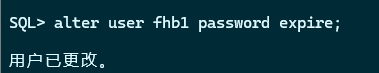 SQL> alter user fhb1 password expire;
用户已更改。